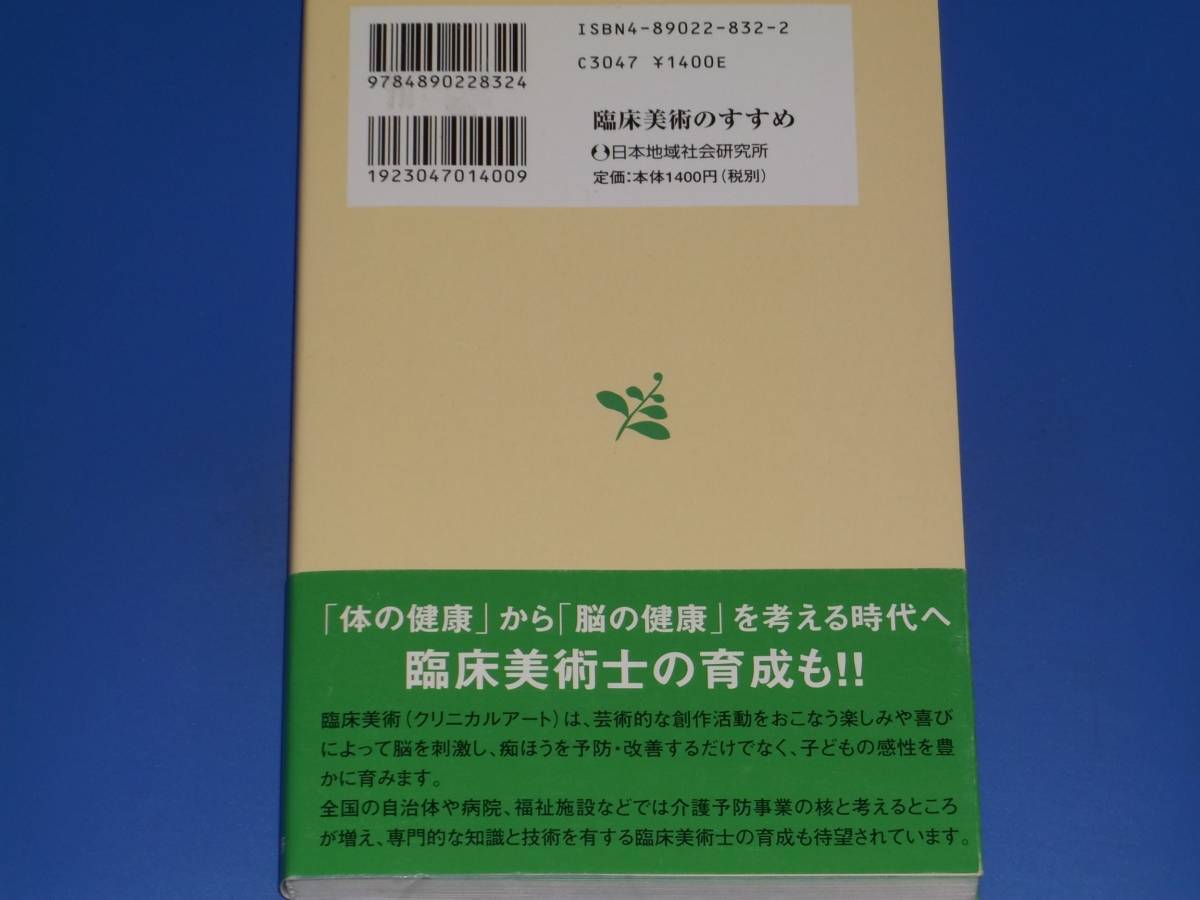 ISBN4-89022-832-2
9784890228324
C3047 ¥1400E
臨床美術のすすめ
日本地域社会研究所
1923047014009
定価:本体1400円(税別)
「体の健康」から「脳の健康」を考える時代へ
臨床美術士の育成も!!
臨床美術(クリニカルアート)は、芸術的な創作活動をおこなう楽しみや喜び
によって脳を刺激し、痴ほうを予防・改善するだけでなく、子どもの感性を豊
かに育みます。
全国の自治体や病院、福祉施設などでは介護予防事業の核と考えるところ
が増え、専門的な知識と技術を有する臨床美術士の育成も待望されています。